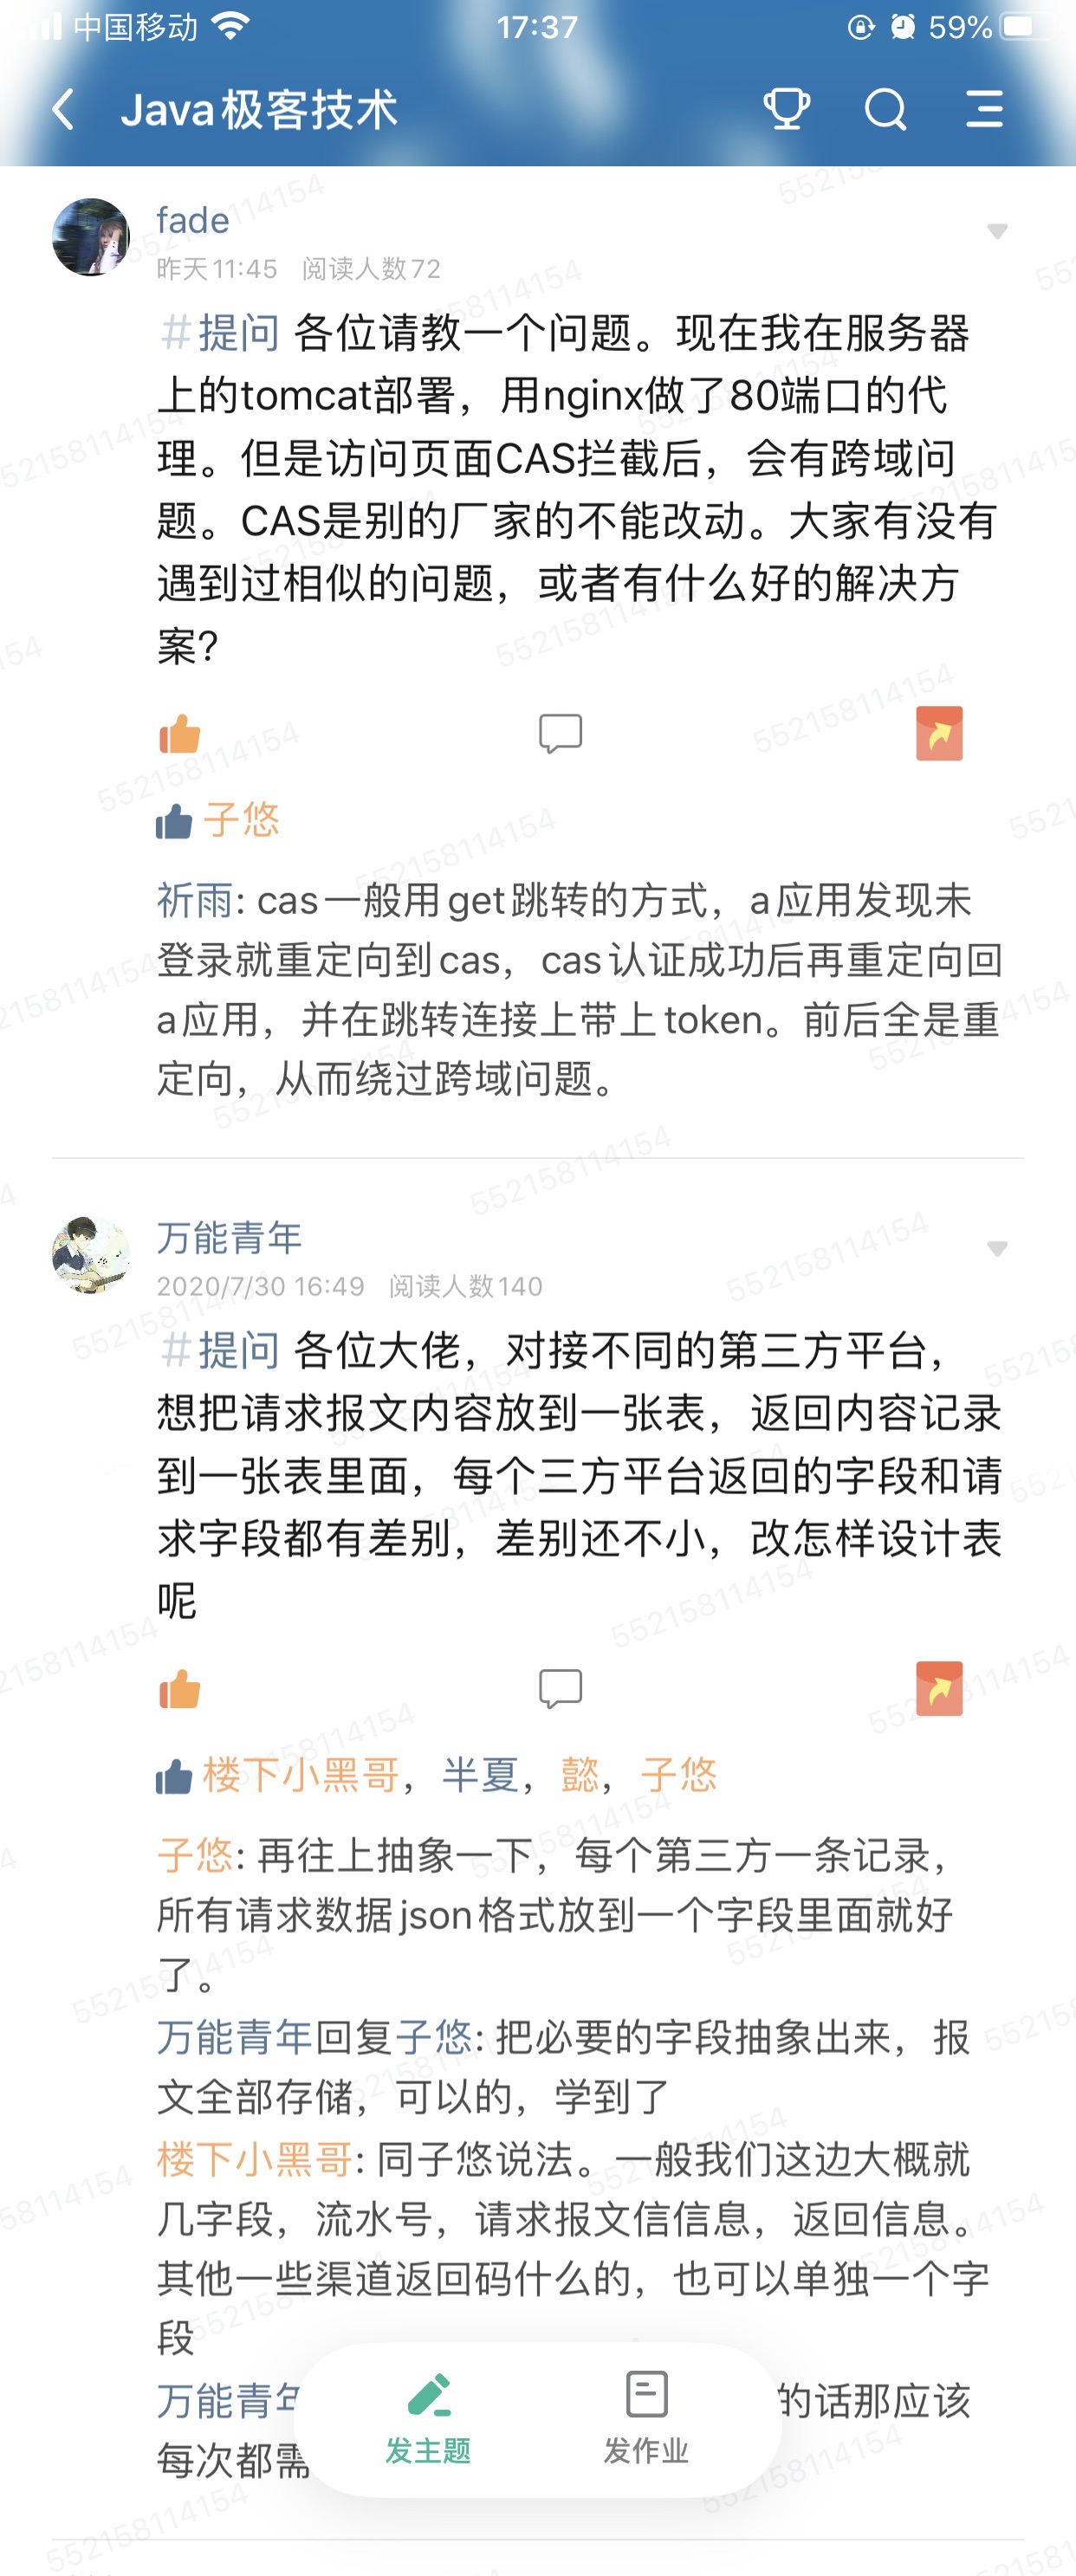 中国移动 17:37 59%
Java极客技术
fade
昨天11:45 阅读人数72
#提问 各位请教一个问题。现在我在服务器
上的tomcat部署，用nginx做了80端口的代
理。但是访问页面CAS拦截后，会有跨域问
题。CAS是别的厂家的不能改动。大家有没有
遇到过相似的问题，或者有什么好的解决方
案?
子悠
祈雨: cas一般用get跳转的方式，a应用发现未
登录就重定向到cas，cas认证成功后再重定向回
a应用，并在跳转连接上带上token。前后全是重
定向，从而绕过跨域问题。
万能青年
2020/7/30 16:49 阅读人数140
#提问 各位大佬，对接不同的第三方平台，
想把请求报文内容放到一张表，返回内容记录
到一张表里面，每个三方平台返回的字段和请
求字段都有差别，差别还不小，改怎样设计表
呢
楼下小黑哥，半夏，懿，子悠
子悠: 再往上抽象一下，每个第三方一条记录，
所有请求数据json格式放到一个字段里面就好
了。
万能青年回复子悠: 把必要的字段抽象出来，报
文全部存储，可以的，学到了
楼下小黑哥: 同子悠说法。一般我们这边大概就
几字段，流水号，请求报文信信息，返回信息。
其他一些渠道返回码什么的，也可以单独一个字
段
万能青年 的话那应该
每次都需
发主题 发作业
552158114154